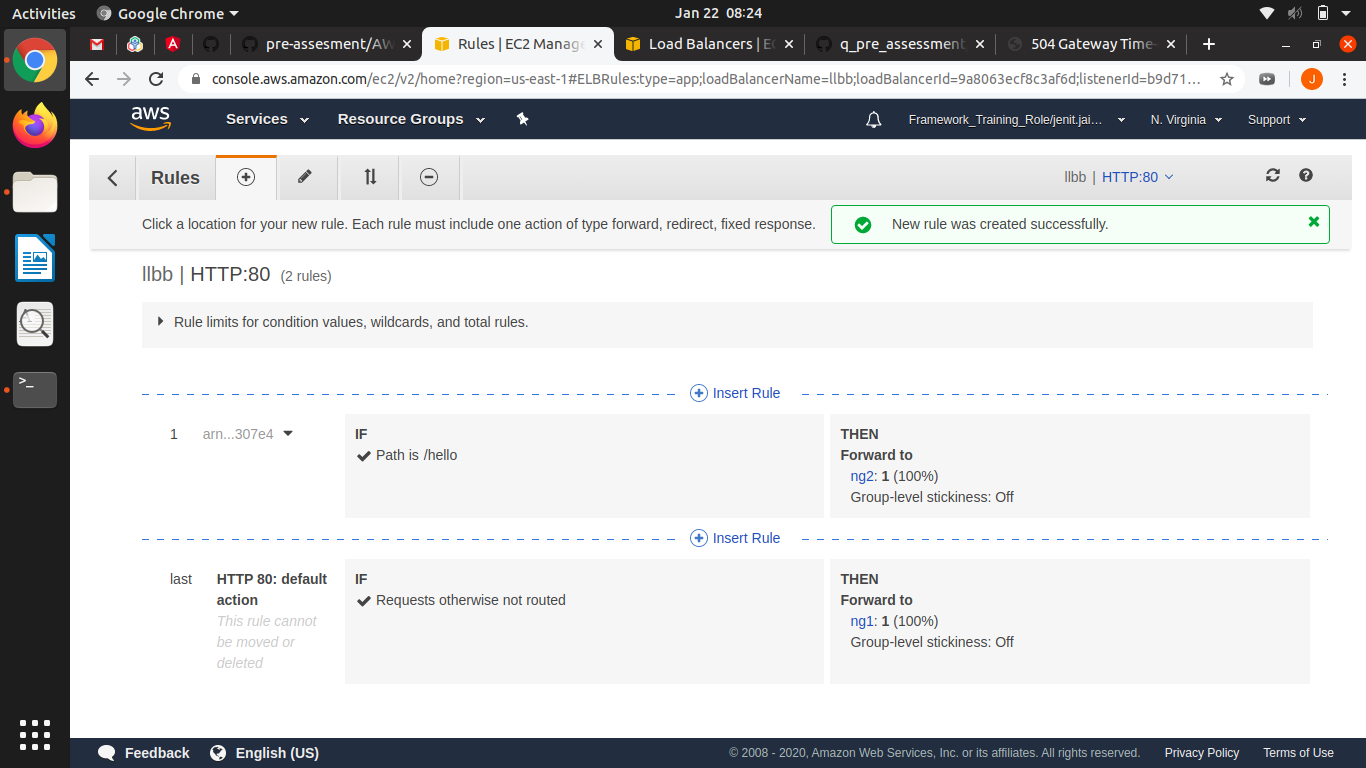 Activities
Google Chrome
Jan 22 08:24
pre-assesment/AW
Rules | EC2 Manage
Load Balancers | EC
q_pre_assessment
504 Gateway Time-
console.aws.amazon.com/ec2/v2/home?region=us-east-1#ELBRules:type=app;loadBalancerName=llbb;loadBalancerId=9a8063ecf8c3af6d;listenerId=b9d71...
J
aws
Services
Resource Groups
Framework_Training_Role/jenit.jai...
N. Virginia
Support
Rules
llbb | HTTP:80
Click a location for your new rule. Each rule must include one action of type forward, redirect, fixed response.
New rule was created successfully.
llbb | HTTP:80 (2 rules)
Rule limits for condition values, wildcards, and total rules.
Insert Rule
1 arn...307e4
IF
Path is /hello
THEN
Forward to
ng2: 1 (100%)
Group-level stickiness: Off
Insert Rule
last
HTTP 80: default
action
This rule cannot
be moved or
deleted
IF
Requests otherwise not routed
THEN
Forward to
ng1: 1 (100%)
Group-level stickiness: Off
Feedback
English (US)
© 2008 - 2020, Amazon Web Services, Inc. or its affiliates. All rights reserved.
Privacy Policy
Terms of Use